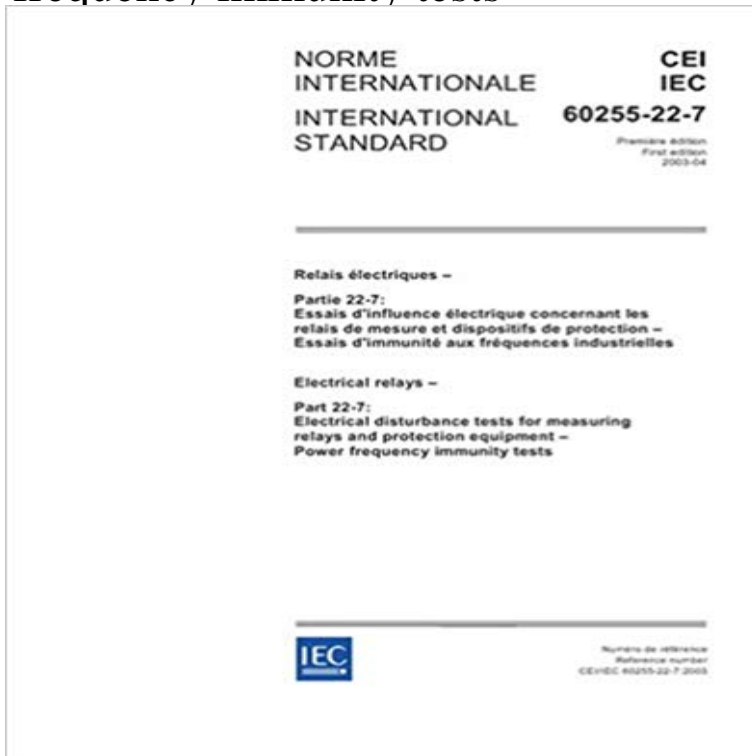 frequency immunity tests
NORME
INTERNATIONALE
INTERNATIONAL
STANDARD
CEI
IEC
60255-22-7
Première édition
First edition
2003-04
Relais électriques –
Partie 22-7:
Essais d'influence électrique concernant les
relais de mesure et dispositifs de protection –
Essais d'immunité aux fréquences industrielles
Electrical relays –
Part 22-7:
Electrical disturbance tests for measuring
relays and protection equipment –
Power frequency immunity tests
IEC
Numéro de référence
Reference number
CEI/IEC 60255-22-7:2003